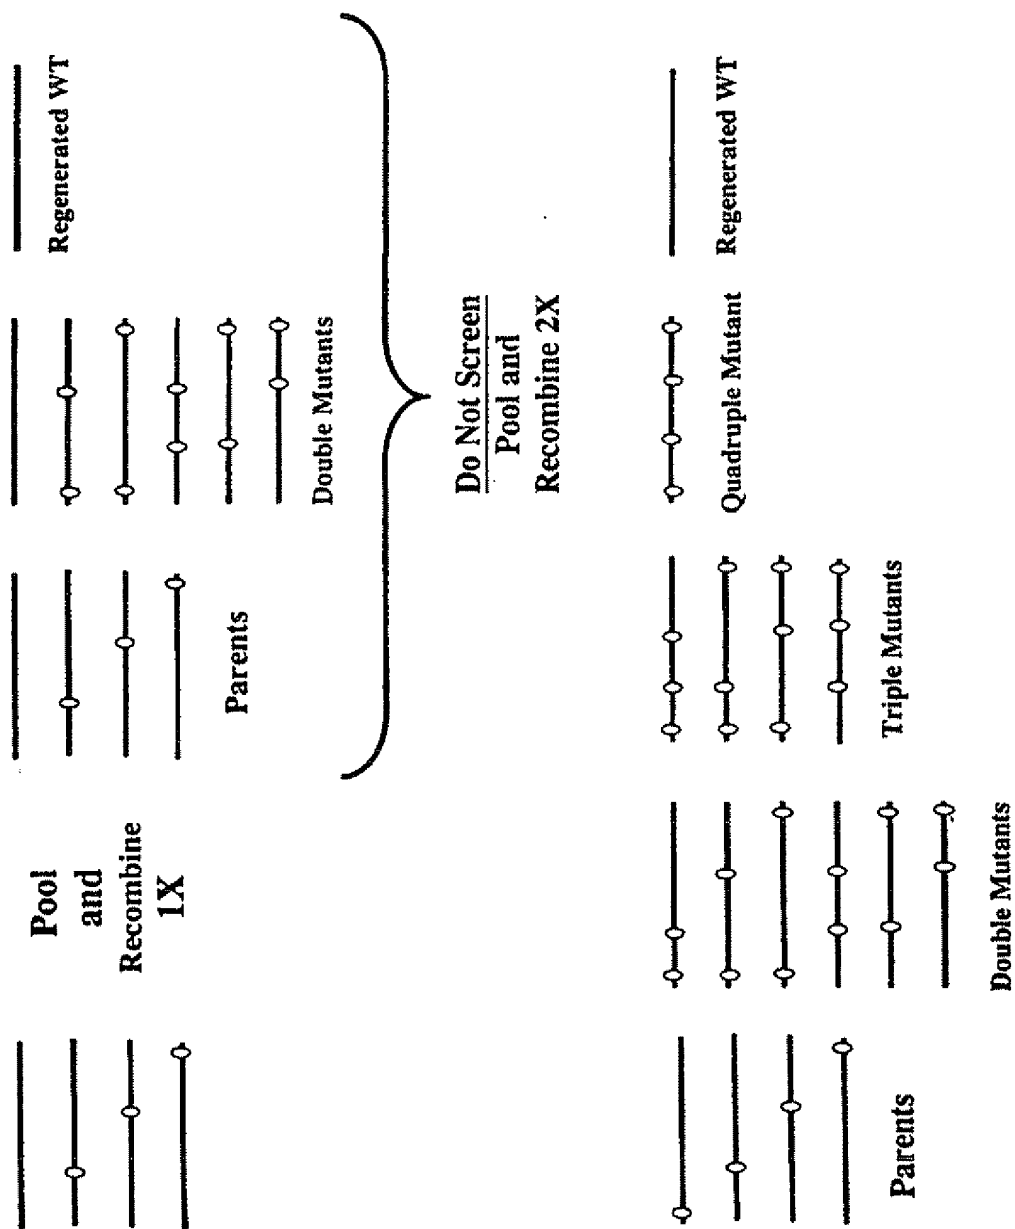 Pool
and
Recombine
1X
Parents
Double Mutants
Regenerated WT
Do Not Screen
Pool and
Recombine 2X
Parents
Double Mutants
Triple Mutants
Quadruple Mutant
Regenerated WT